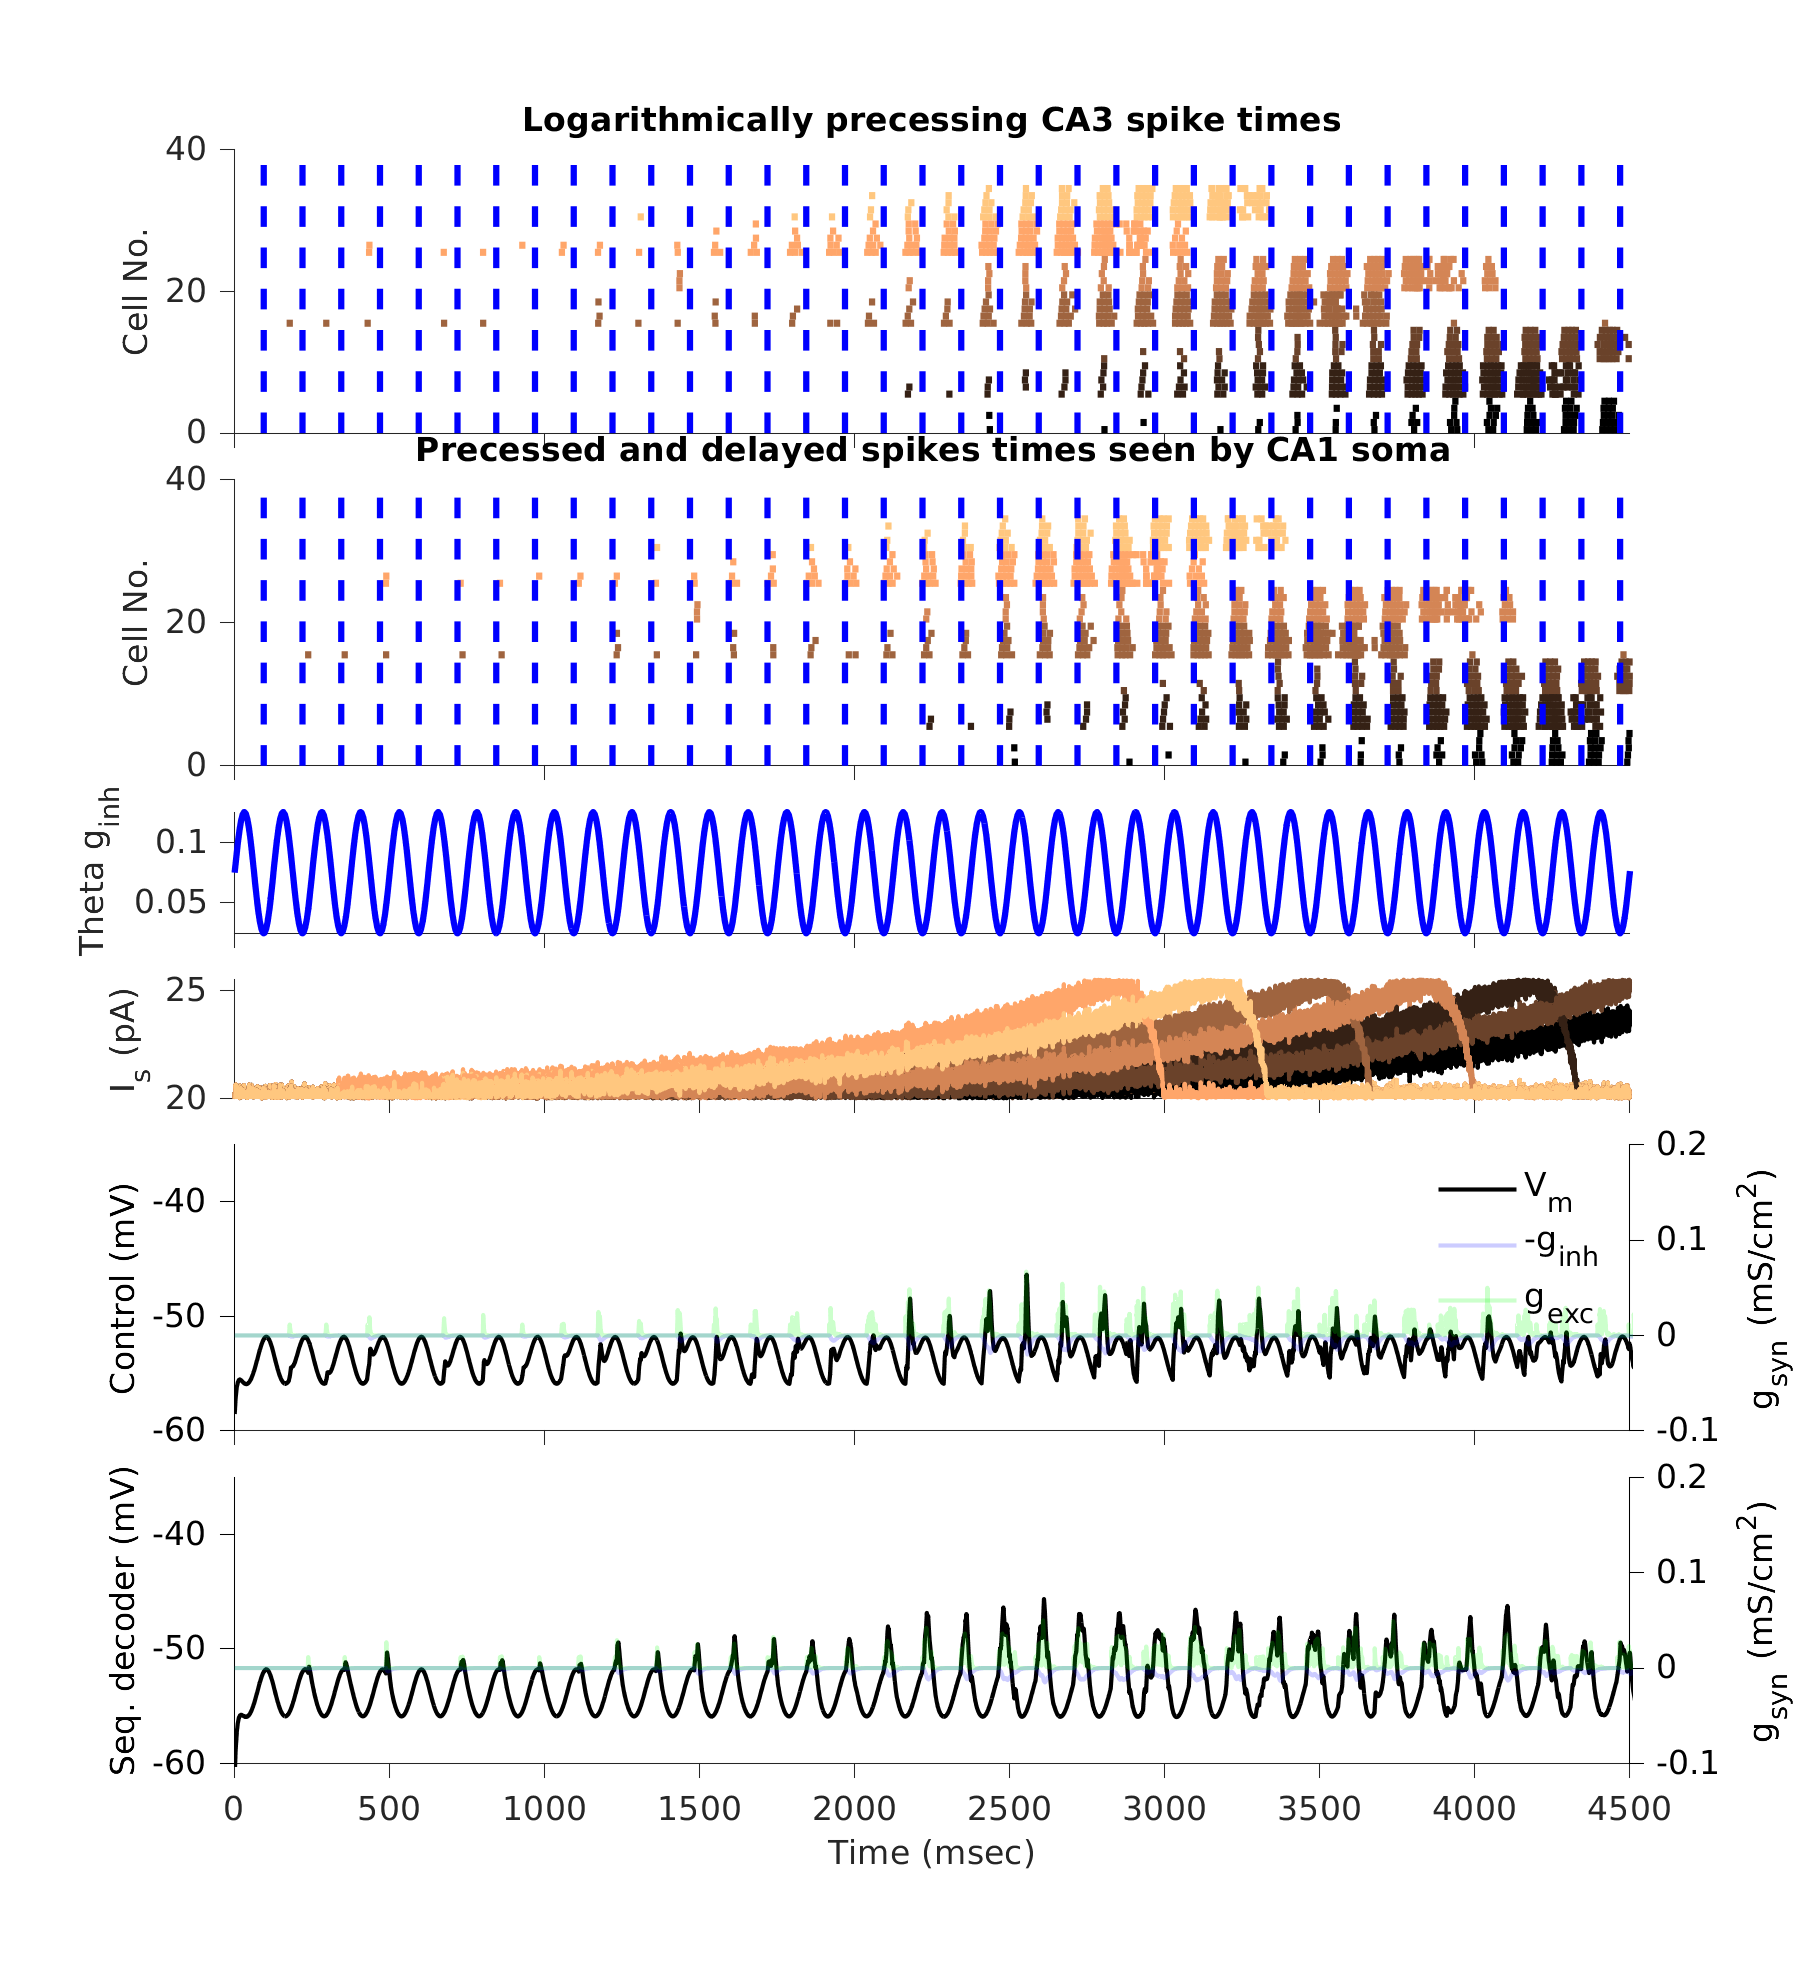 Logarithmically precessing CA3 spike times
40
20
0
Cell No.
Precessed and delayed spikes times seen by CA1 soma
40
20
0
Cell No.
0.1
0.05
Theta g_inh
25
20
I_s (pA)
-40
-50
-60
Control (mV)
V_m
-g_inh
g_exc
0.2
0.1
0
-0.1
g_syn (mS/cm^2)
-40
-50
-60
Seq. decoder (mV)
0.2
0.1
0
-0.1
g_syn (mS/cm^2)
0 500 1000 1500 2000 2500 3000 3500 4000 4500
Time (msec)